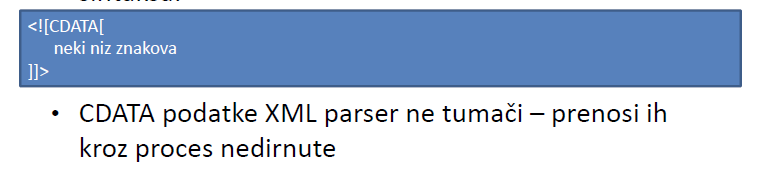 <![CDATA[
neki niz znakova
]]>
• CDATA podatke XML parser ne tumači – prenosi ih
kroz proces nedirnute